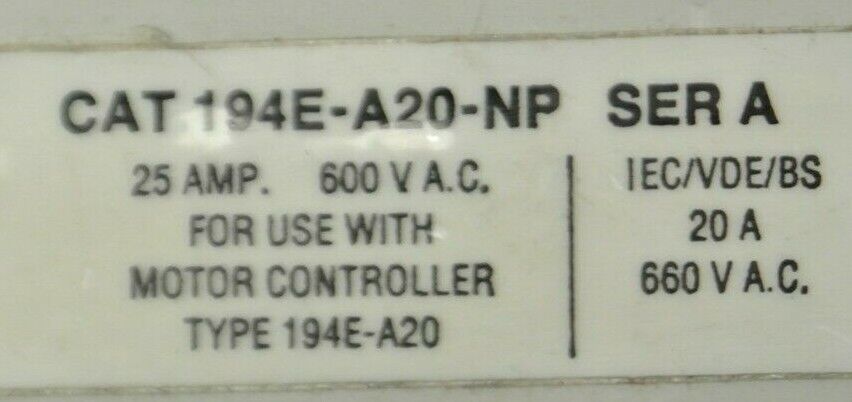 CAT 194E-A20-NP SER A
25 AMP. 600 V A.C.
FOR USE WITH
MOTOR CONTROLLER
TYPE 194E-A20
IEC/VDE/BS
20 A
660 V A.C.